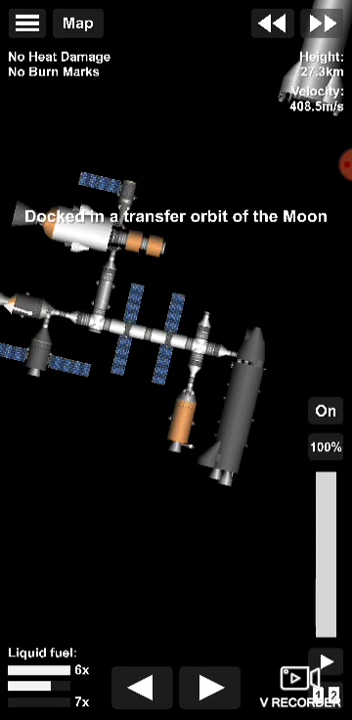 Map
No Heat Damage
No Burn Marks
Height:
27.3km
Velocity:
408.5m/s
Docked in a transfer orbit of the Moon
On
100%
Liquid fuel:
6x
7x
V RECORDER